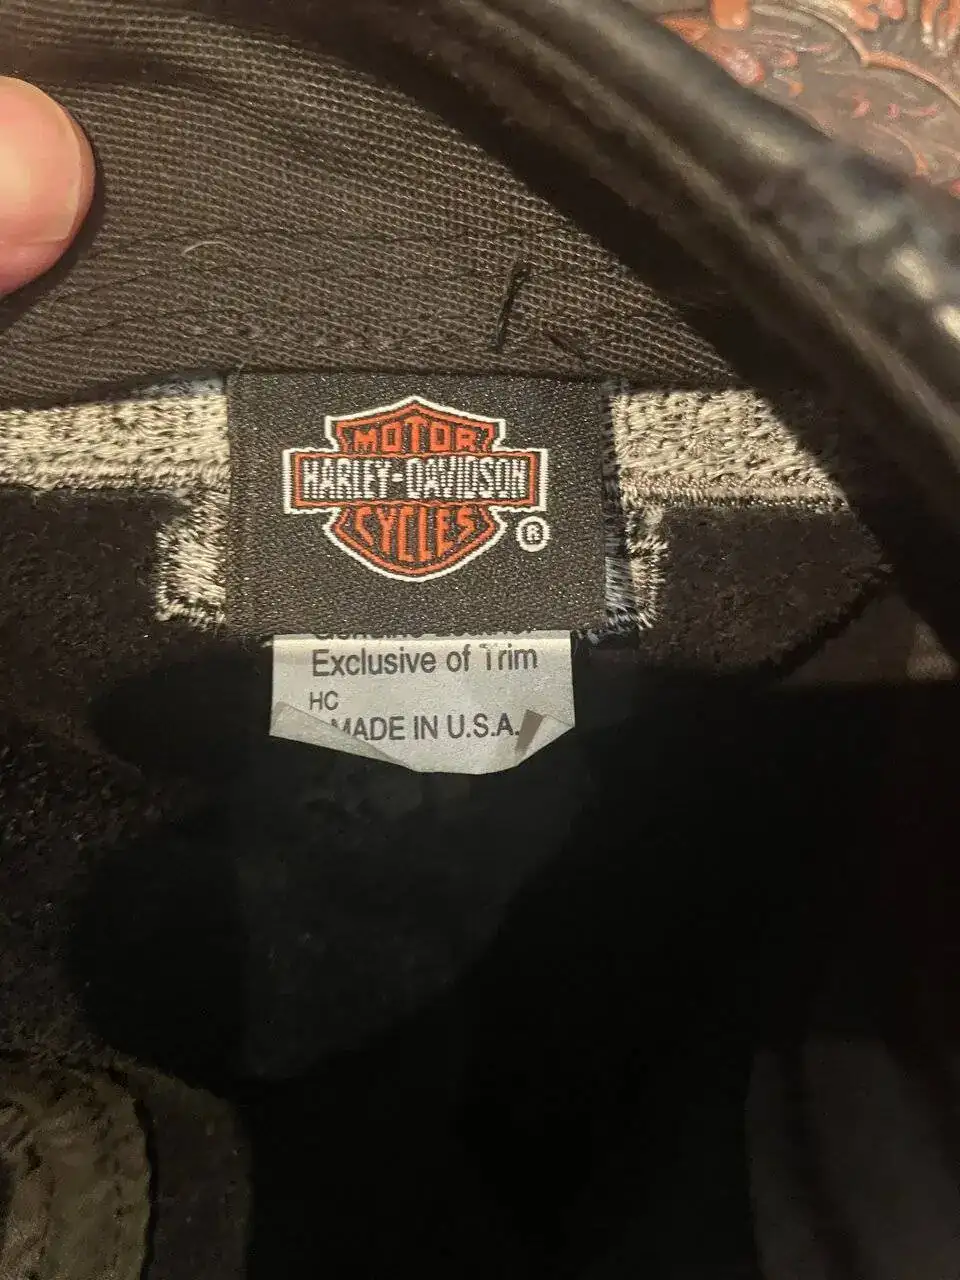 MOTOR
HARLEY-DAVIDSON
CYCLES
®
Exclusive of Trim
HC
MADE IN U.S.A.